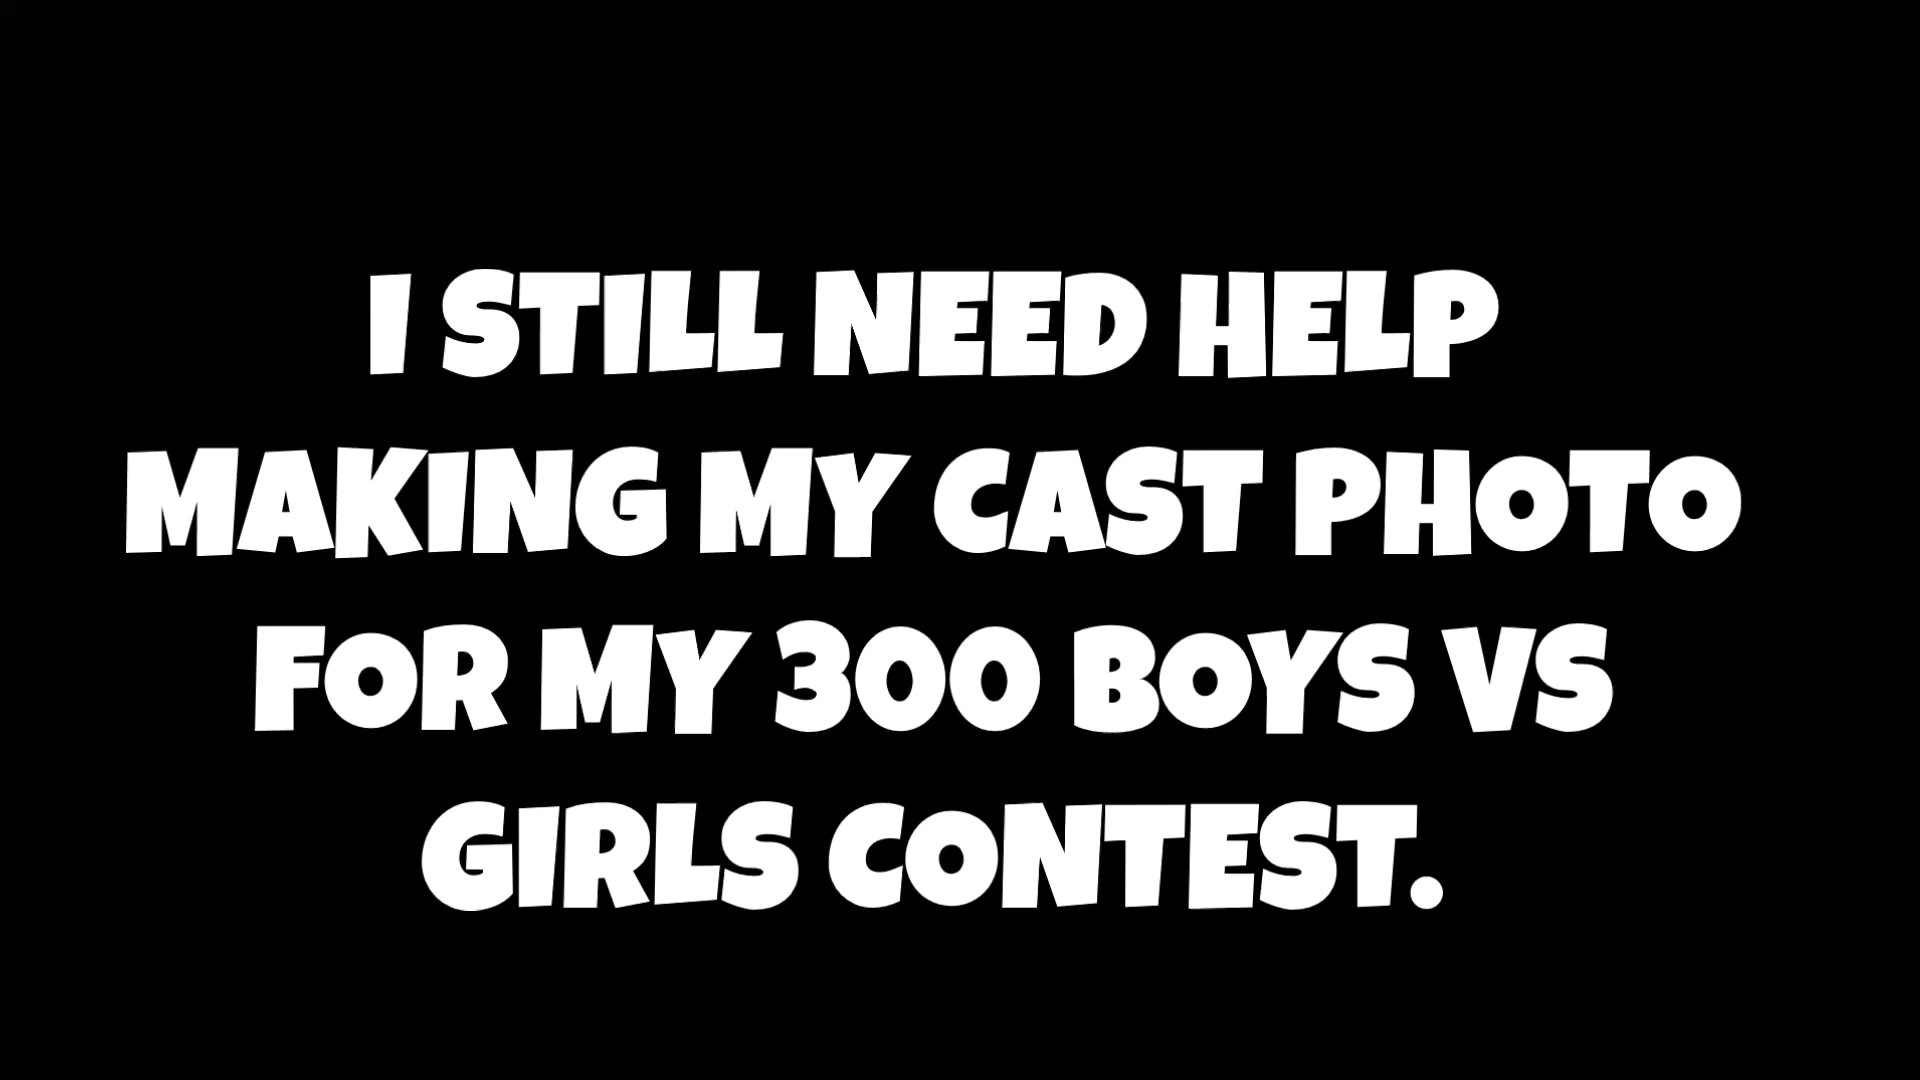 I STILL NEED HELP
MAKING MY CAST PHOTO
FOR MY 300 BOYS VS
GIRLS CONTEST.